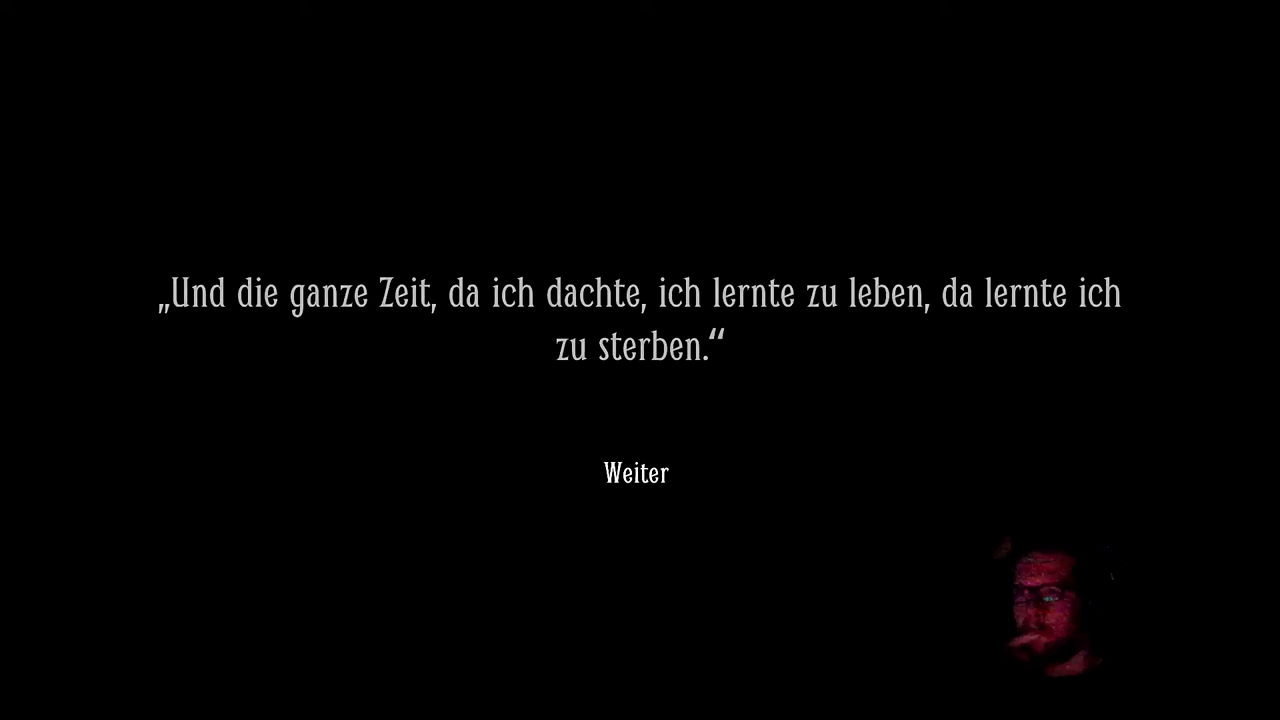 „Und die ganze Zeit, da ich dachte, ich lernte zu leben, da lernte ich
zu sterben.“
Weiter